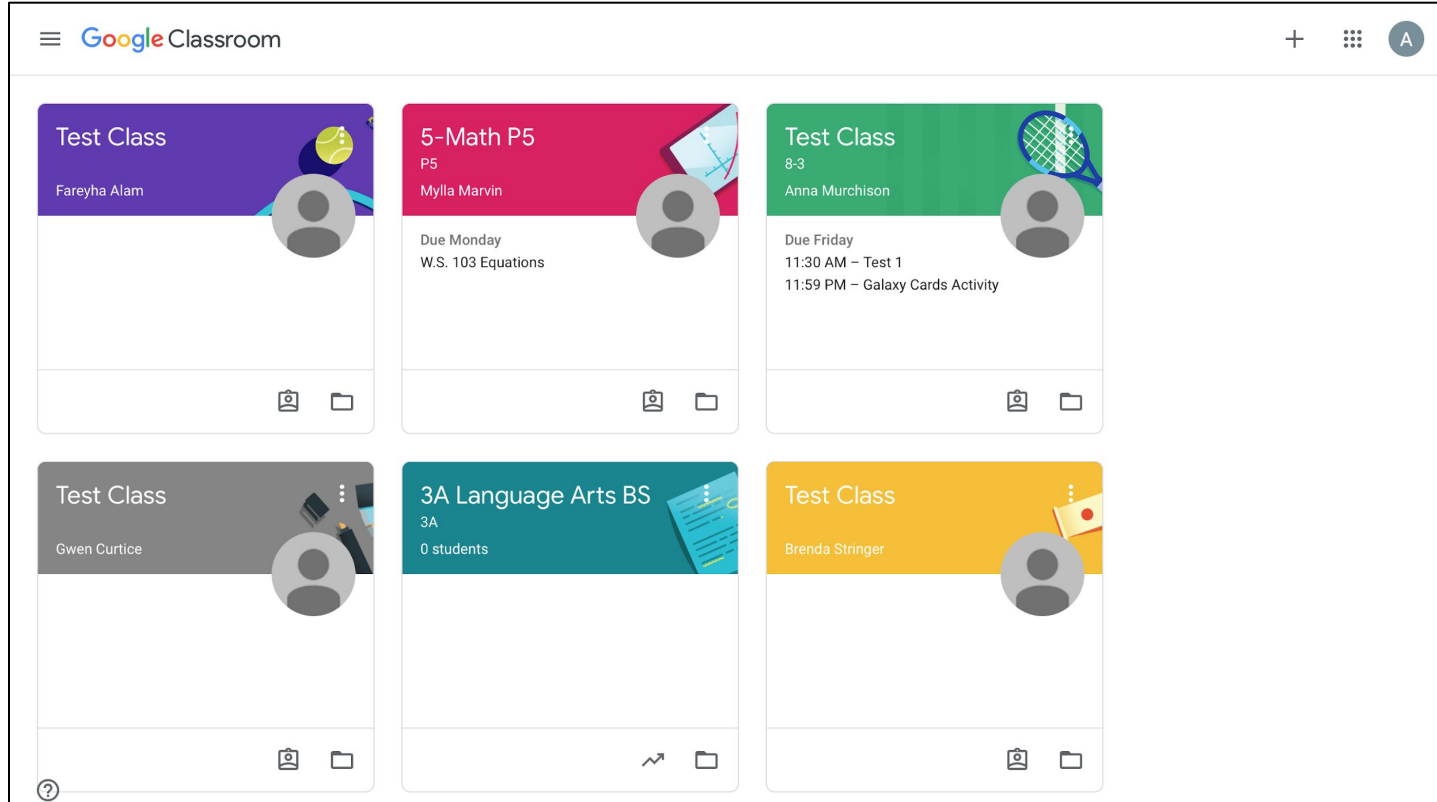 Google Classroom
A
Test Class
Fareyha Alam
5-Math P5
P5
Mylla Marvin
Due Monday
W.S. 103 Equations
Test Class
8-3
Anna Murchison
Due Friday
11:30 AM – Test 1
11:59 PM – Galaxy Cards Activity
Test Class
Gwen Curtice
3A Language Arts BS
3A
0 students
Test Class
Brenda Stringer
?